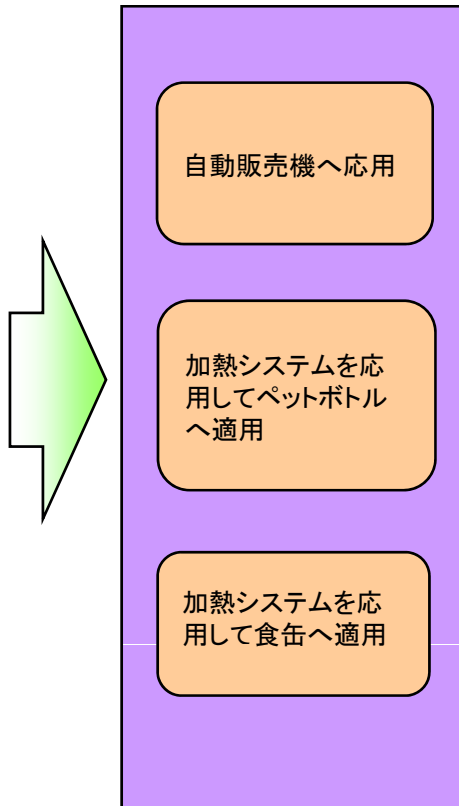 自動販売機へ応用
加熱システムを応
用してペットボトル
へ適用
加熱システムを応
用して食缶へ適用